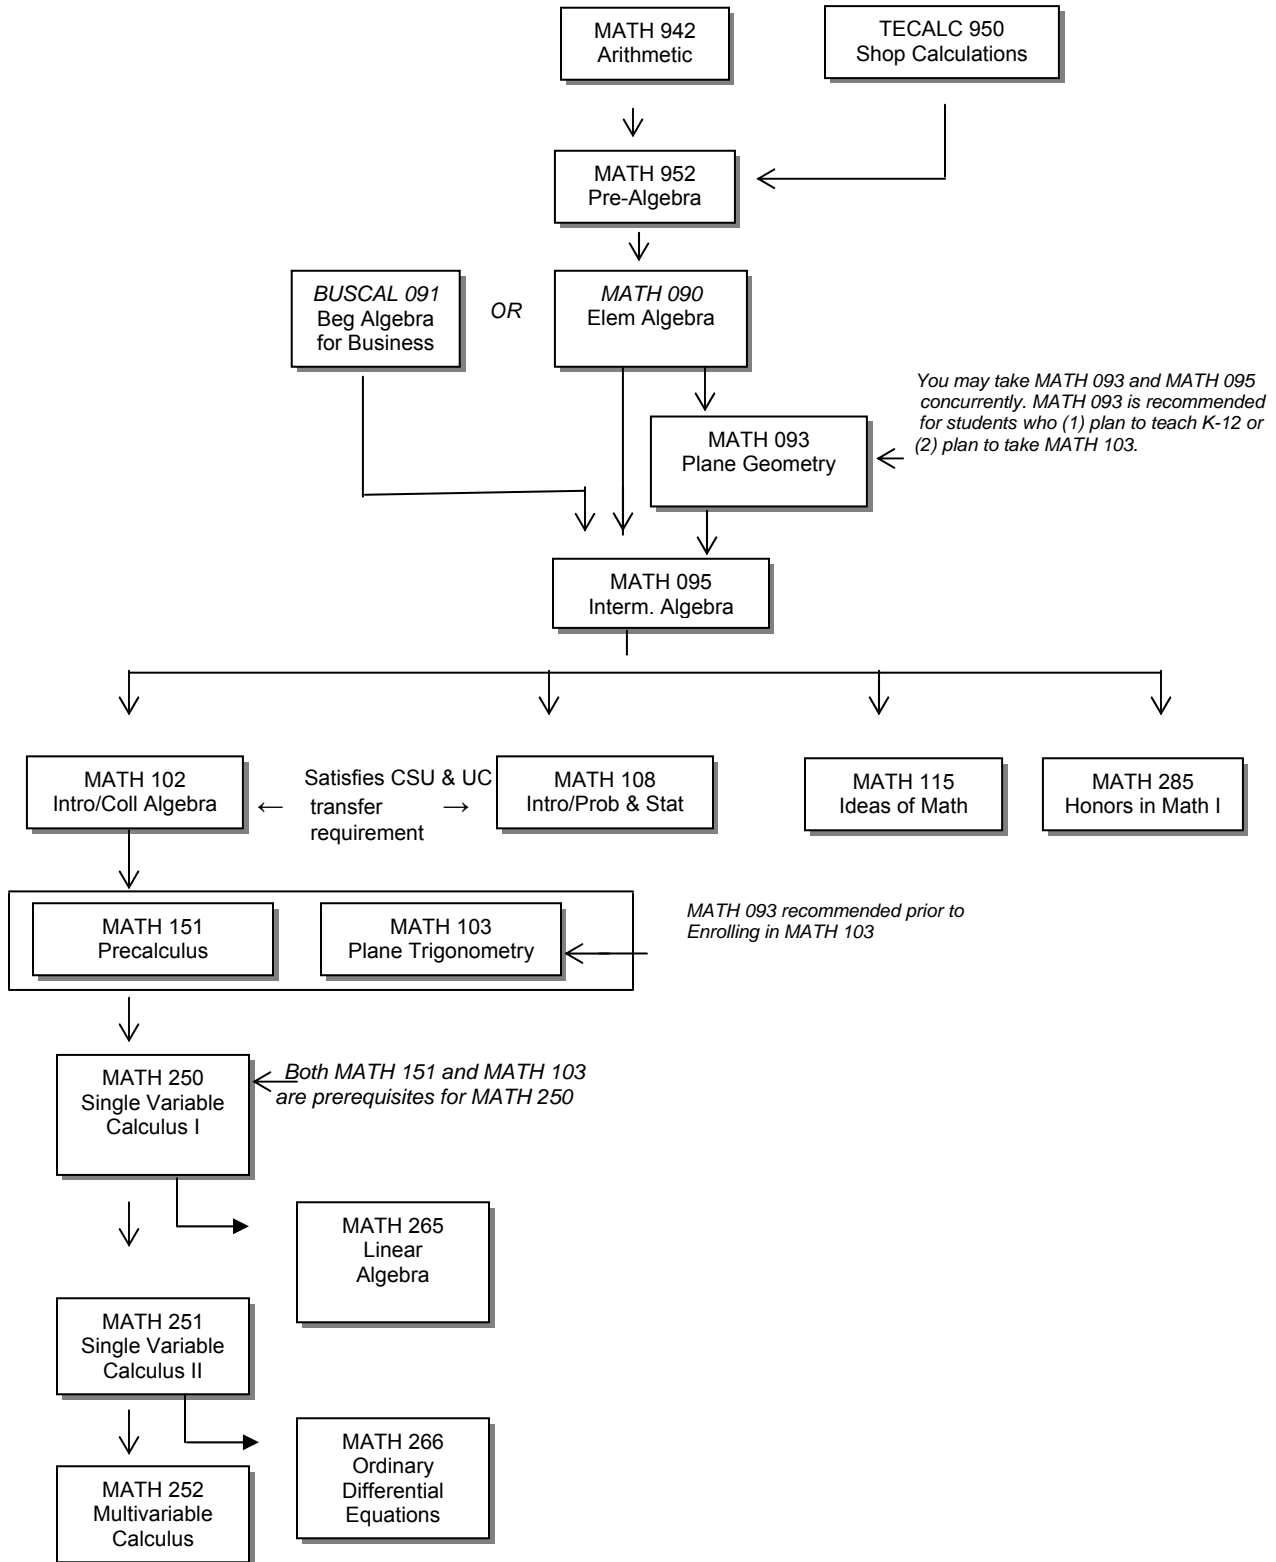 MATH 942
Arithmetic
TECALC 950
Shop Calculations
MATH 952
Pre-Algebra
BUSCAL 091
Beg Algebra
for Business
OR
MATH 090
Elem Algebra
You may take MATH 093 and MATH 095
concurrently. MATH 093 is recommended
for students who (1) plan to teach K-12 or
(2) plan to take MATH 103.
MATH 093
Plane Geometry
MATH 095
Interm. Algebra
MATH 102
Intro/Coll Algebra
Satisfies CSU & UC
transfer
requirement
MATH 108
Intro/Prob & Stat
MATH 115
Ideas of Math
MATH 285
Honors in Math I
MATH 151
Precalculus
MATH 103
Plane Trigonometry
MATH 093 recommended prior to
Enrolling in MATH 103
MATH 250
Single Variable
Calculus I
Both MATH 151 and MATH 103
are prerequisites for MATH 250
MATH 265
Linear
Algebra
MATH 251
Single Variable
Calculus II
MATH 266
Ordinary
Differential
Equations
MATH 252
Multivariable
Calculus